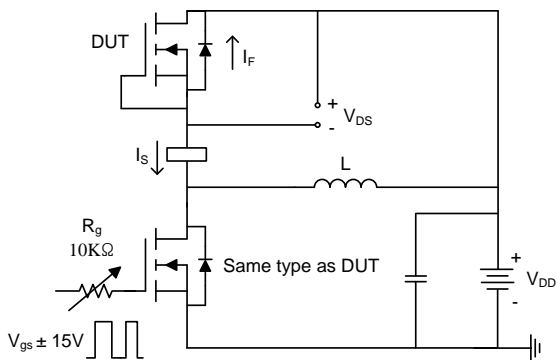 DUT
I_F
+
V_DS
-
I_S
L
R_g
10KΩ
Same type as DUT
+
V_DD
-
V_gs ± 15V